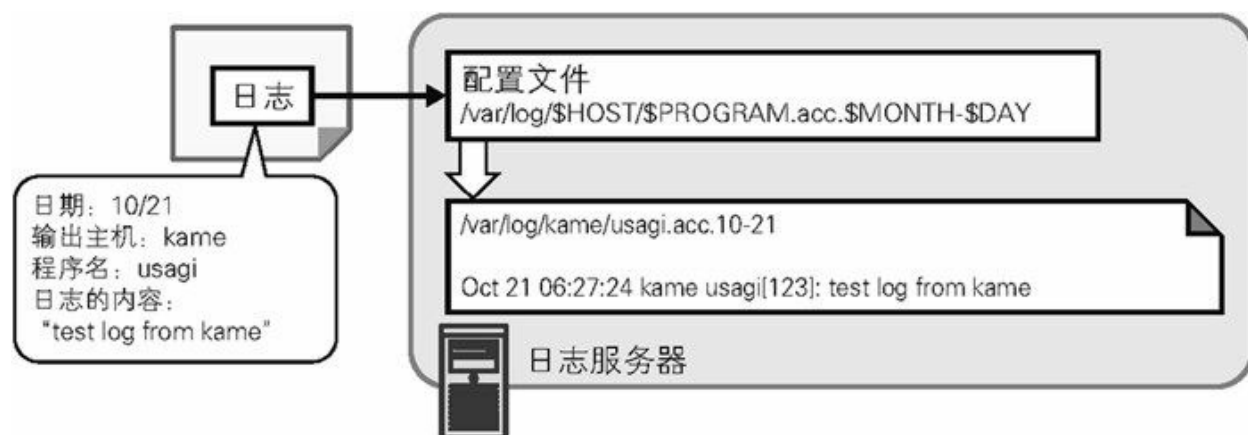 日志
配置文件
/var/log/$HOST/$PROGRAM.acc.$MONTH-$DAY
日期：10/21
输出主机：kame
程序名：usagi
日志的内容：
“test log from kame”
/var/log/kame/usagi.acc.10-21
Oct 21 06:27:24 kame usagi[123]: test log from kame
日志服务器